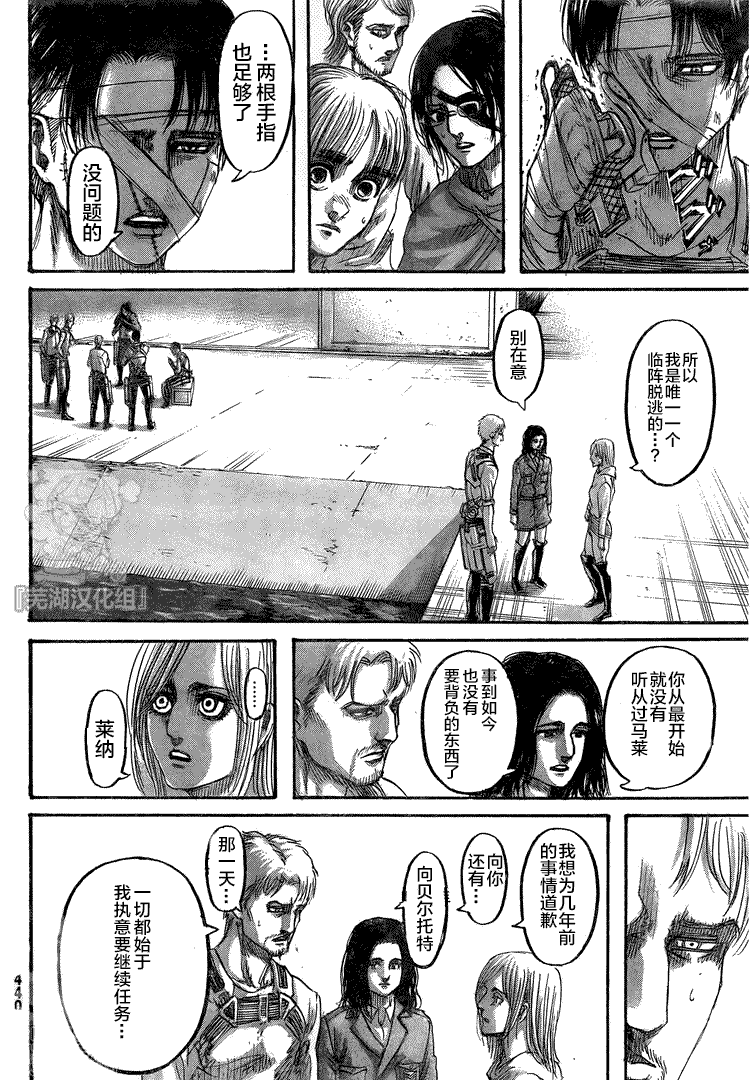 …两根手指
也足够了
没问题的
所以
我是唯一一个
临阵脱逃的…？
别在意
『芜湖汉化组』
你从最开始
就没有
听从过马莱
事到如今
也没有
要背负的东西了
……
莱纳
我想为几年前
的事情道歉
向你
还有…
向贝尔托特
那一天…
一切都始于
我执意要继续任务…
440